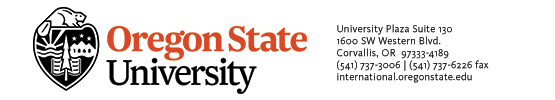 Oregon State
University
University Plaza Suite 130
1600 SW Western Blvd.
Corvallis, OR  97333-4189
(541) 737-3006 | (541) 737-6226 fax
international.oregonstate.edu